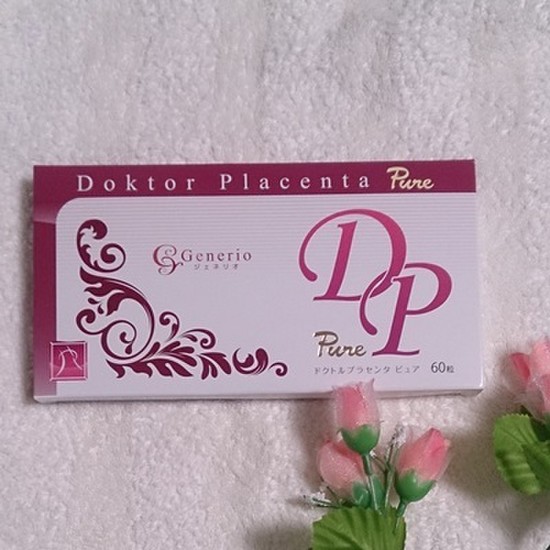 Doktor Placenta Pure
Generio
ジェネリオ
DP
Pure
ドクトルプラセンタ ピュア 60粒